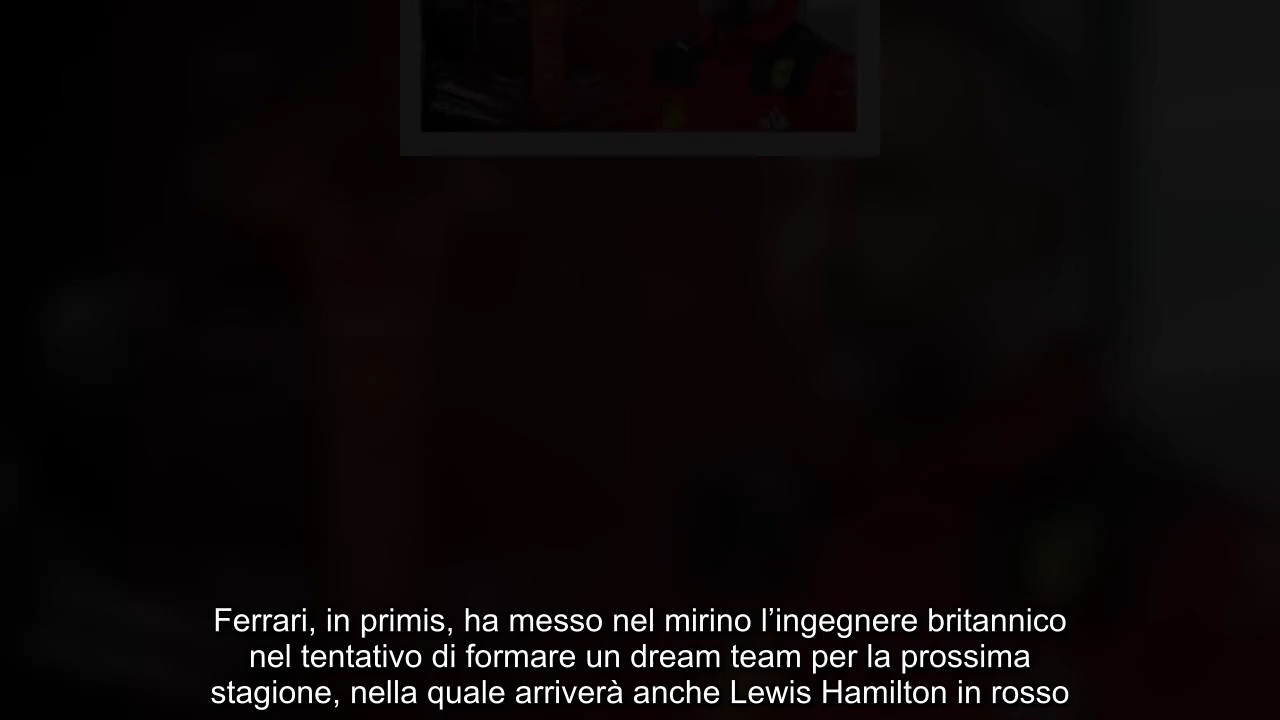 Ferrari, in primis, ha messo nel mirino l’ingegnere britannico
nel tentativo di formare un dream team per la prossima
stagione, nella quale arriverà anche Lewis Hamilton in rosso